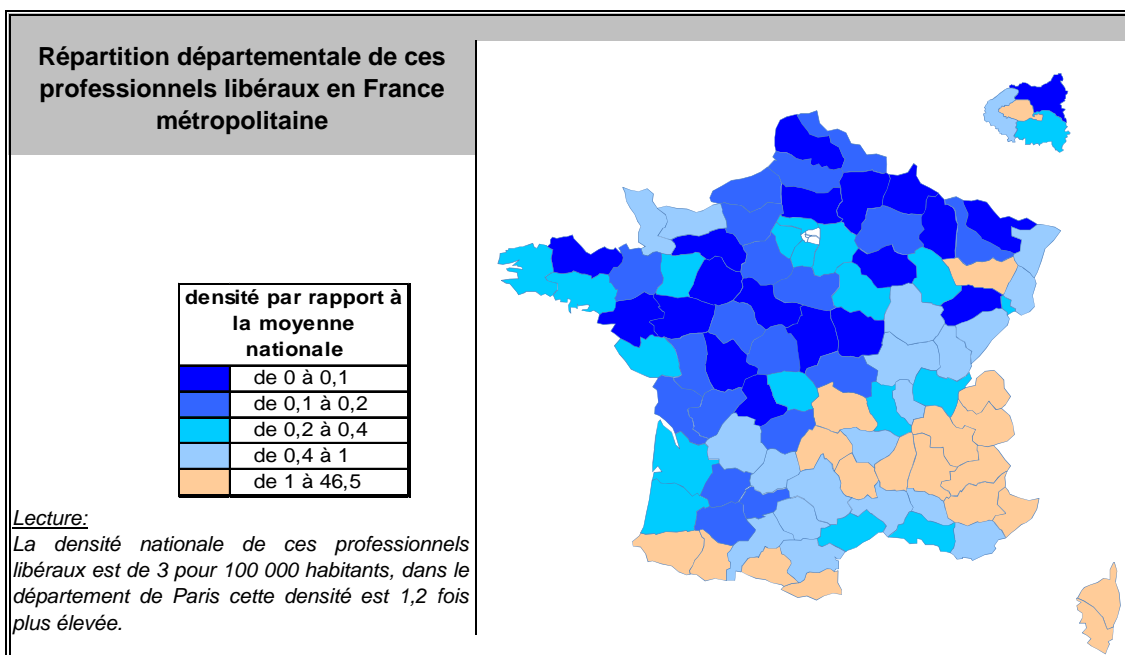 Répartition départementale de ces
professionnels libéraux en France
métropolitaine
densité par rapport à
la moyenne
nationale
de 0 à 0,1
de 0,1 à 0,2
de 0,2 à 0,4
de 0,4 à 1
de 1 à 46,5
Lecture:
La densité nationale de ces professionnels
libéraux est de 3 pour 100 000 habitants, dans le
département de Paris cette densité est 1,2 fois
plus élevée.